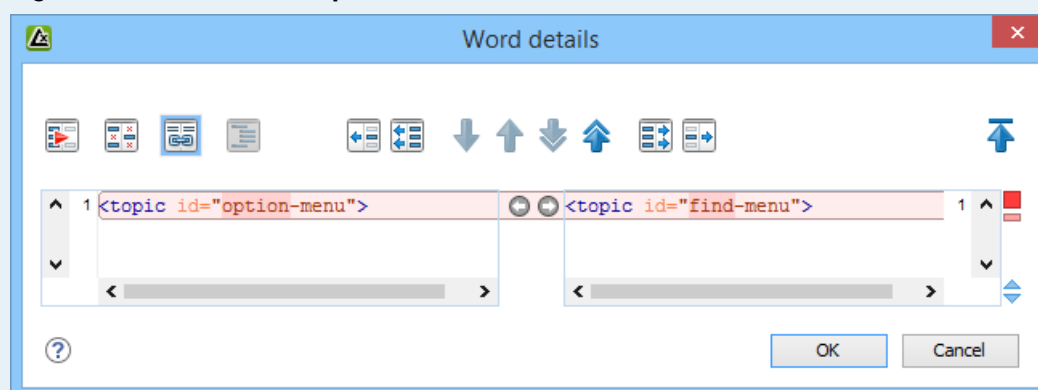 Word details
1 <topic id="option-menu">
<topic id="find-menu"> 1
OK
Cancel